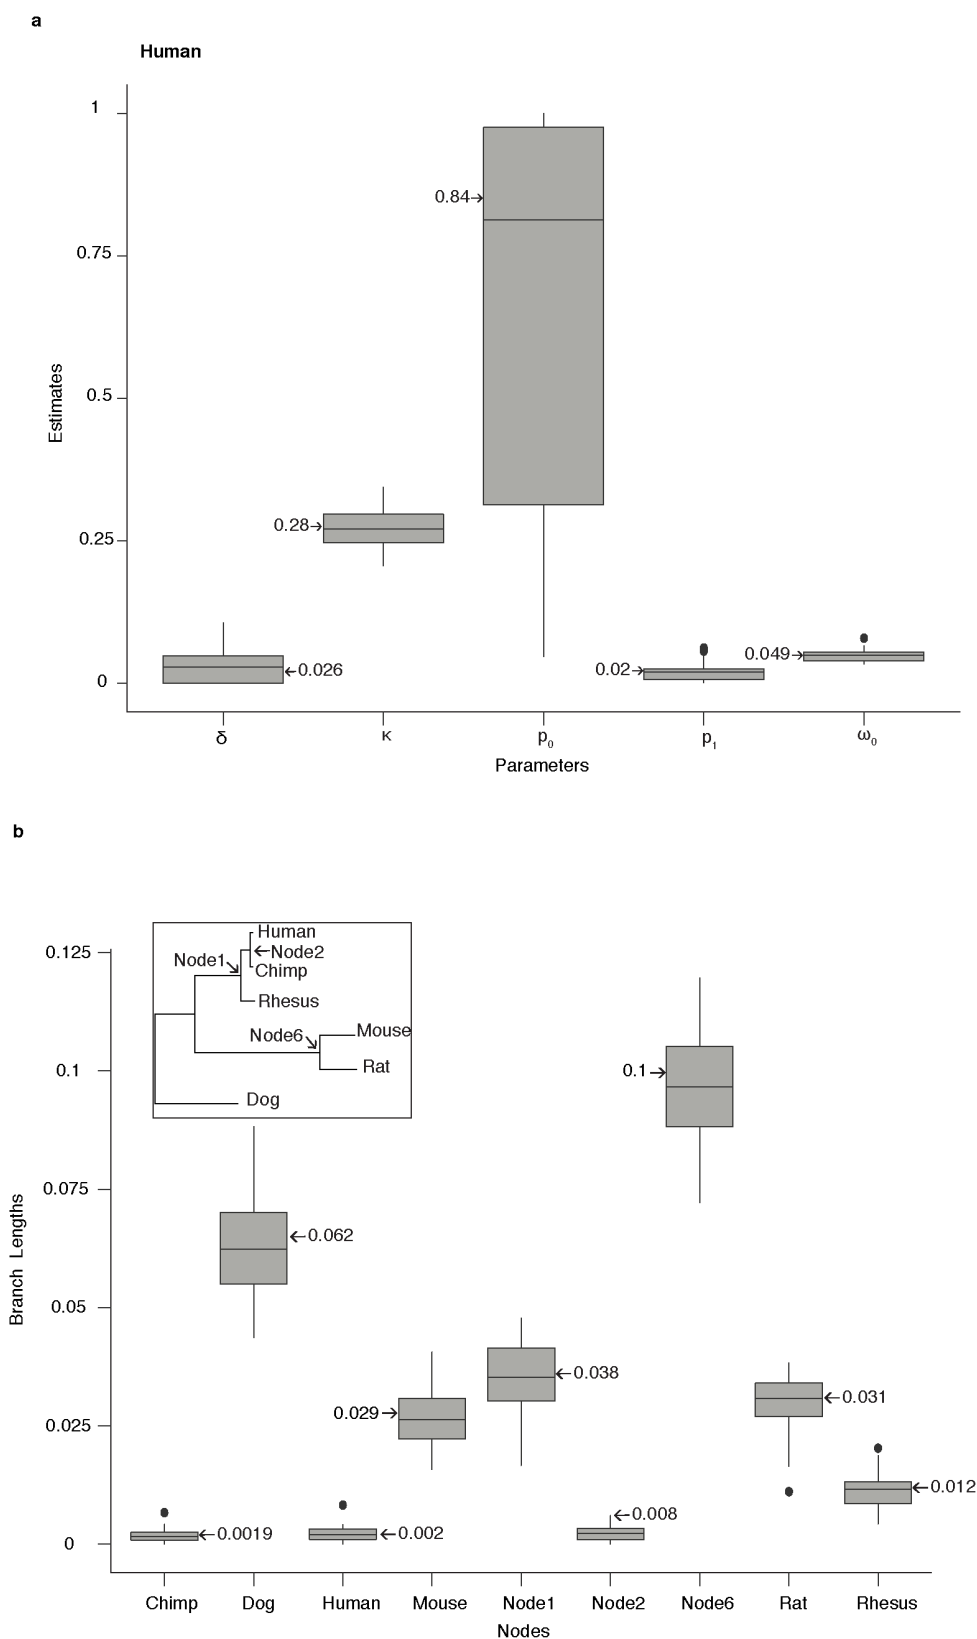 a
Human
1
0.84
0.75
0.5
Estimates
0.28
0.25
0.02
0.049
0.026
0
δ κ p0 p1 ω0
Parameters
b
0.125
Human
Node2
Node1
Chimp
Rhesus
Node6
Mouse
Rat
Dog
0.1
0.1
0.075
0.062
Branch Lengths
0.05
0.038
0.029
0.031
0.025
0.012
0.008
0.0019
0.002
0
Chimp Dog Human Mouse Node1 Node2 Node6 Rat Rhesus
Nodes